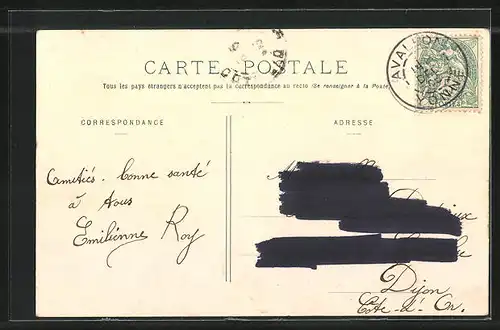 CARTE POSTALE
Tous les pays étrangers n'acceptent pas la correspondance au recto (Se renseigner à la Poste)
CORRESPONDANCE
ADRESSE
AVALLON
YONNE
Amitiés. bonne santé
à tous
Emilienne Roy
Dijon
Côte-d'Or.